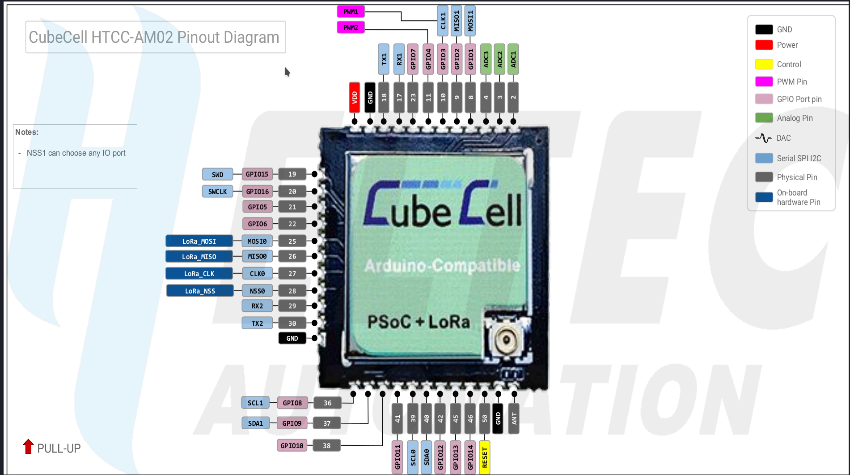 CubeCell HTCC-AM02 Pinout Diagram
PWM1
PWM2
CLK1
MISO1
MOSI1
TX1
RX1
GPIO7
GPIO4
GPIO3
GPIO2
GPIO1
ADC3
ADC2
ADC1
VDD
GND
18
17
23
11
10
9
8
4
3
2
GND
Power
Control
PWM Pin
GPIO Port pin
Analog Pin
DAC
Serial SPI I2C
Physical Pin
On-board
hardware Pin
Notes:
- NSS1 can choose any IO port
SWD GPIO15 19
SWCLK GPIO16 20
GPIO5 21
GPIO6 22
LoRa_MOSI MOSI0 25
LoRa_MISO MISO0 26
LoRa_CLK CLK0 27
LoRa_NSS NSS0 28
RX2 29
TX2 30
GND
CubeCell
Arduino-Compatible
PSoC + LoRa
SCL1 GPIO8 36
SDA1 GPIO9 37
GPIO10 38
41
39
40
42
45
46
50
GND
ANT
GPIO11
SCL0
SDA0
GPIO12
GPIO13
GPIO14
RESET
PULL-UP
HELTEC
AUTOMATION